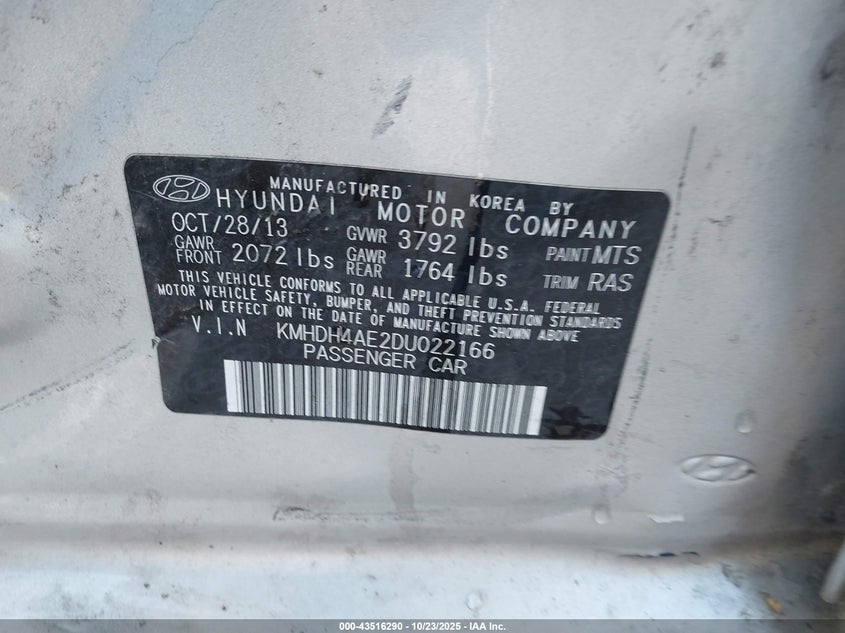 MANUFACTURED IN KOREA BY
HYUNDAI MOTOR COMPANY
OCT/28/13 GVWR 3792 lbs PAINT MTS
GAWR FRONT 2072 lbs GAWR REAR 1764 lbs TRIM RAS
THIS VEHICLE CONFORMS TO ALL APPLICABLE U.S.A. FEDERAL
MOTOR VEHICLE SAFETY, BUMPER, AND THEFT PREVENTION STANDARDS
IN EFFECT ON THE DATE OF MANUFACTURE SHOWN ABOVE
V.I.N KMHDH4AE2DU022166
PASSENGER CAR
000-43516290 - 10/23/2025 - IAA Inc.